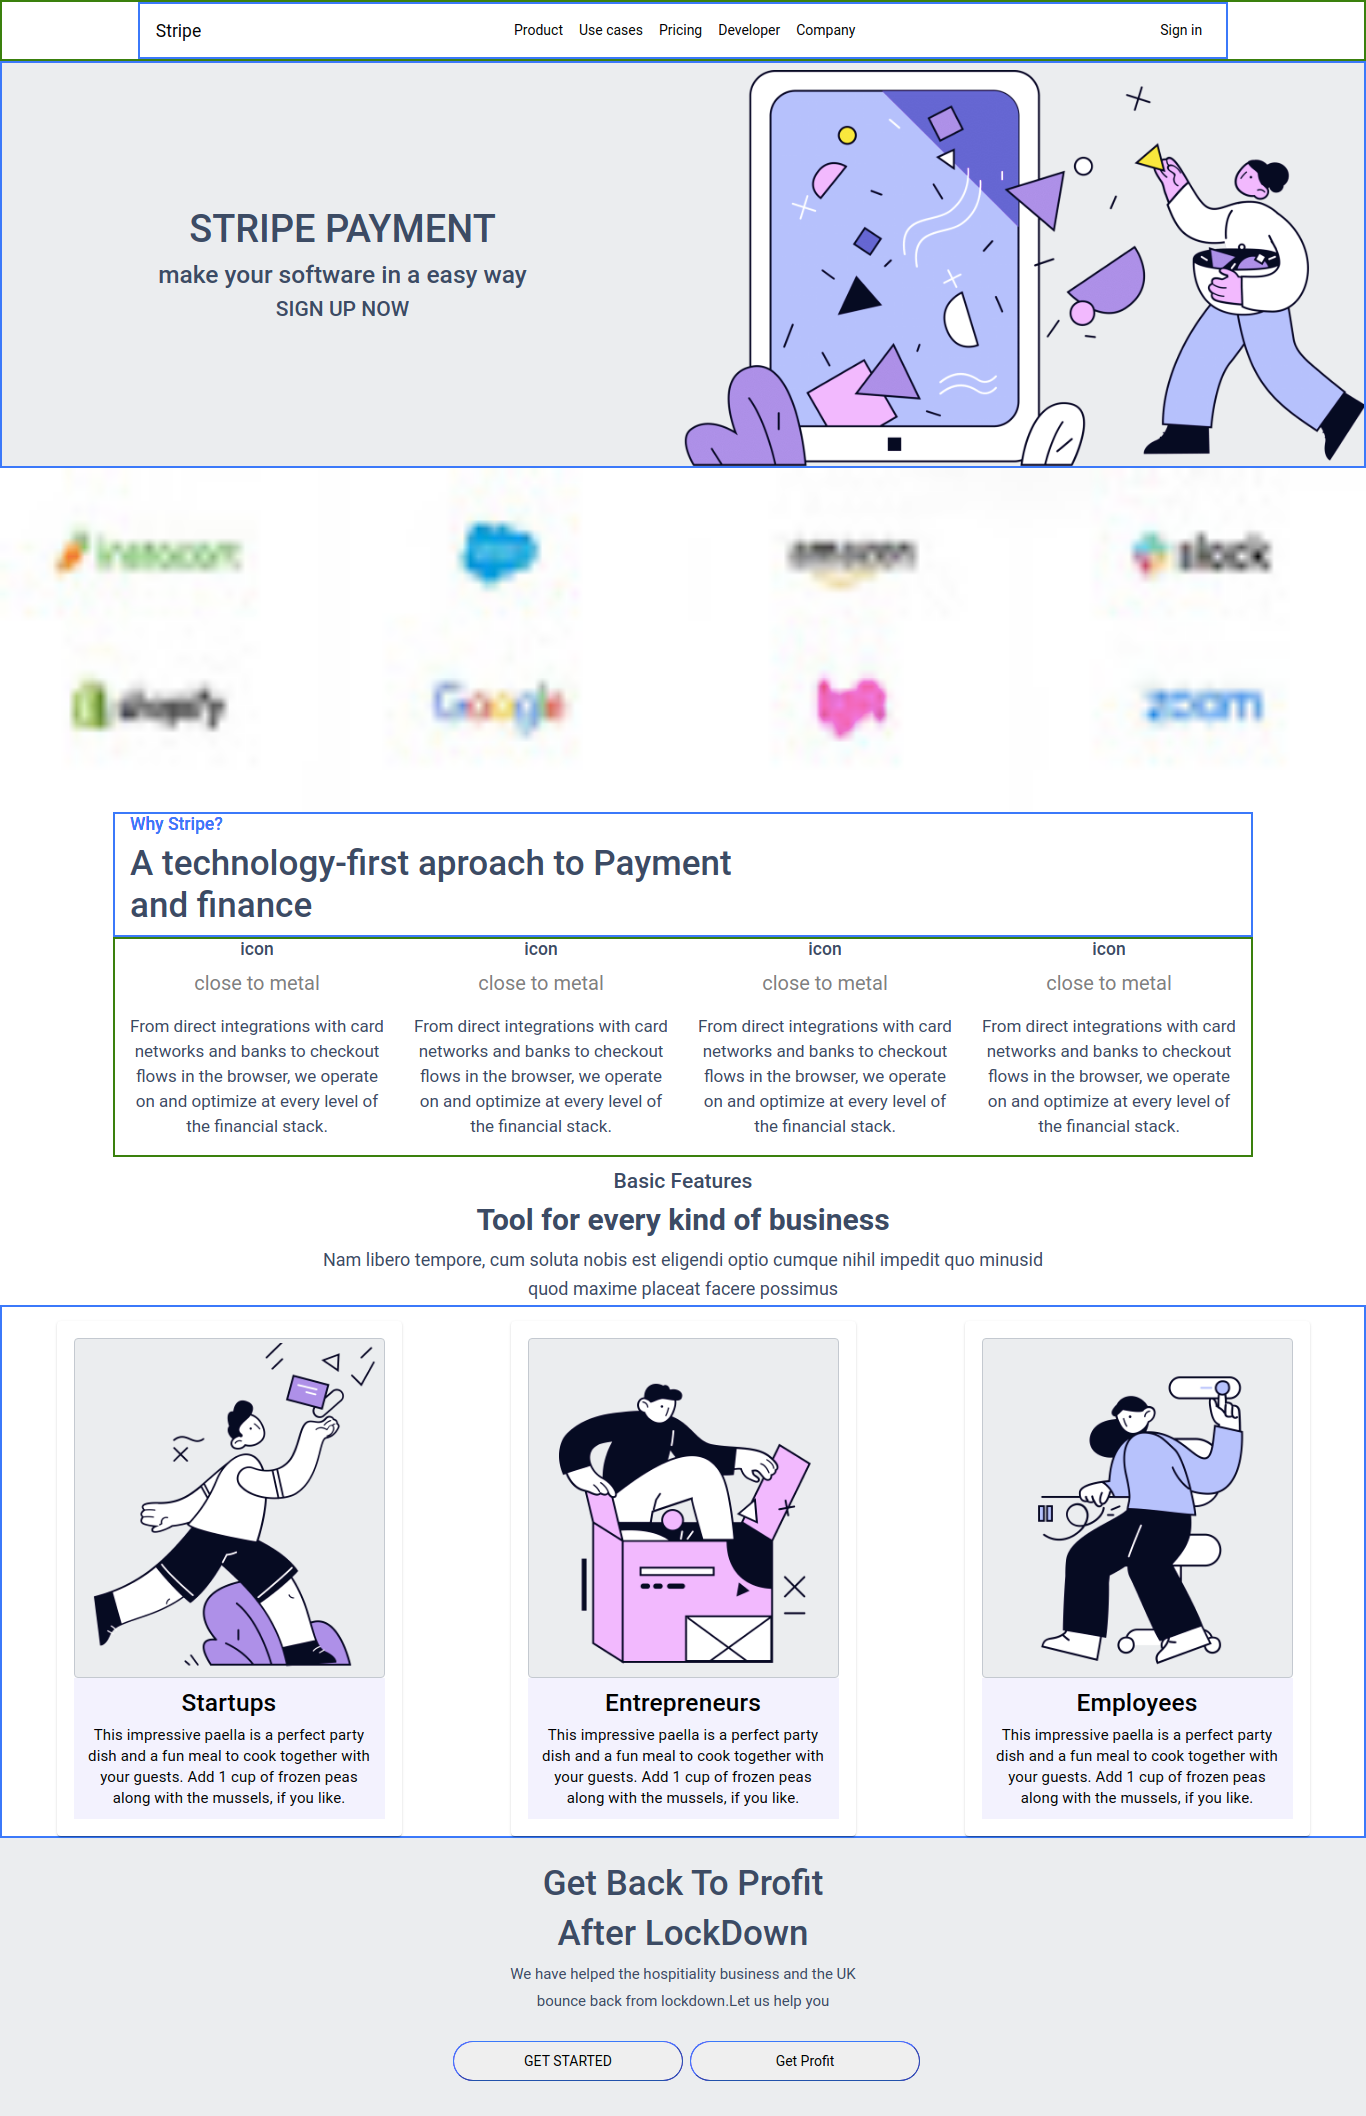 Stripe Product Use cases Pricing Developer Company Sign in
STRIPE PAYMENT
make your software in a easy way
SIGN UP NOW
instacart amazon slack
shopify Google lyft zoom
Why Stripe?
A technology-first aproach to Payment
and finance
icon icon icon icon
close to metal close to metal close to metal close to metal
From direct integrations with card
networks and banks to checkout
flows in the browser, we operate
on and optimize at every level of
the financial stack.
From direct integrations with card
networks and banks to checkout
flows in the browser, we operate
on and optimize at every level of
the financial stack.
From direct integrations with card
networks and banks to checkout
flows in the browser, we operate
on and optimize at every level of
the financial stack.
From direct integrations with card
networks and banks to checkout
flows in the browser, we operate
on and optimize at every level of
the financial stack.
Basic Features
Tool for every kind of business
Nam libero tempore, cum soluta nobis est eligendi optio cumque nihil impedit quo minusid
quod maxime placeat facere possimus
Startups
This impressive paella is a perfect party
dish and a fun meal to cook together with
your guests. Add 1 cup of frozen peas
along with the mussels, if you like.
Entrepreneurs
This impressive paella is a perfect party
dish and a fun meal to cook together with
your guests. Add 1 cup of frozen peas
along with the mussels, if you like.
Employees
This impressive paella is a perfect party
dish and a fun meal to cook together with
your guests. Add 1 cup of frozen peas
along with the mussels, if you like.
Get Back To Profit
After LockDown
We have helped the hospitiality business and the UK
bounce back from lockdown.Let us help you
GET STARTED Get Profit